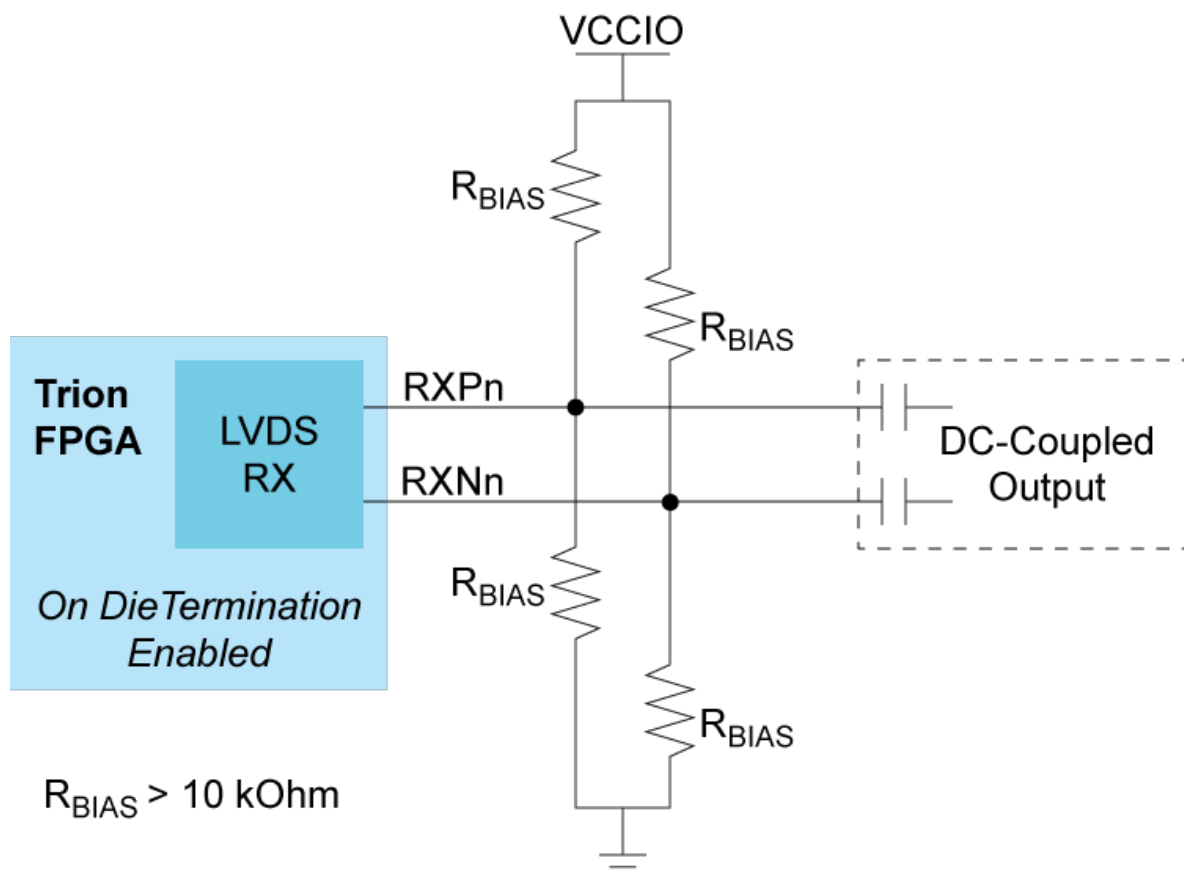 VCCIO
RBIAS
RBIAS
Trion
FPGA
LVDS
RX
RXPn
RXNn
DC-Coupled
Output
RBIAS
On DieTermination
Enabled
RBIAS
RBIAS > 10 kOhm